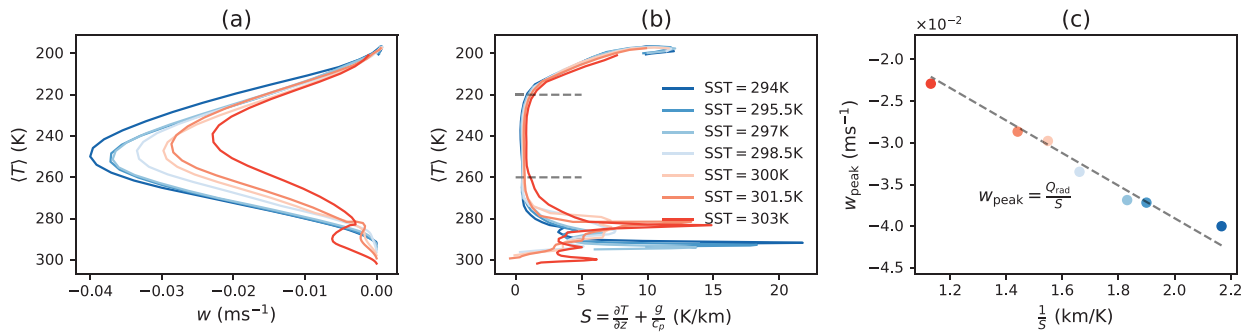 (a)
200
220
240
260
280
300
⟨T⟩ (K)
−0.04
−0.03
−0.02
−0.01
0.00
w (ms⁻¹)
(b)
200
220
240
260
280
300
⟨T⟩ (K)
SST = 294K
SST = 295.5K
SST = 297K
SST = 298.5K
SST = 300K
SST = 301.5K
SST = 303K
0
5
10
15
20
S = ∂T/∂z + g/c_p (K/km)
(c)
×10⁻²
−2.0
−2.5
−3.0
−3.5
−4.0
−4.5
w_peak (ms⁻¹)
w_peak = Q_rad/S
1.2
1.4
1.6
1.8
2.0
2.2
1/S (km/K)